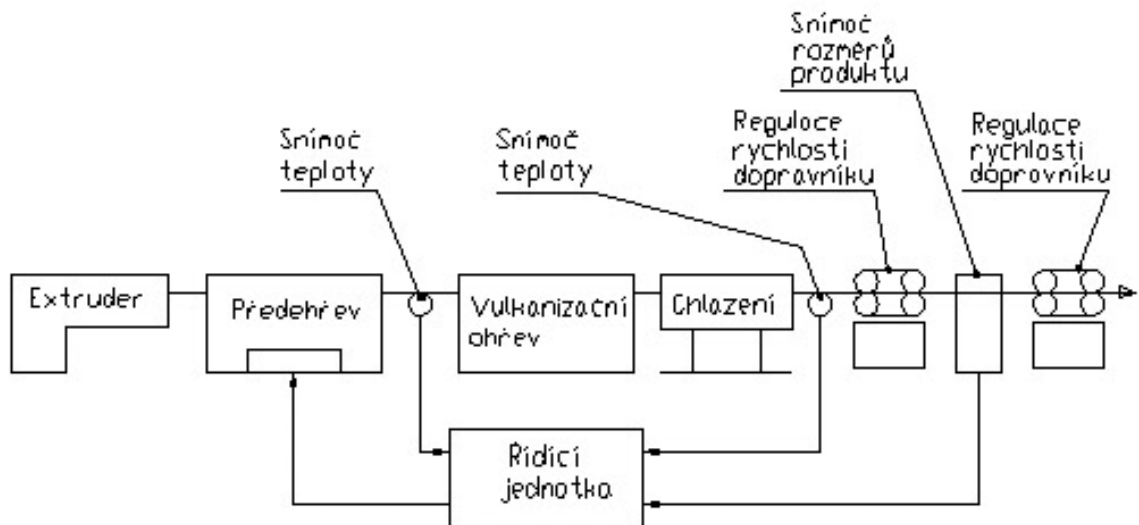 Snímač
rozměrů
produktu
Snímač
teploty
Snímač
teploty
Regulace
rychlosti
dopravníku
Regulace
rychlosti
dopravníku
Extruder
Předehřev
Vulkanizační
ohřev
Chlazení
Řídící
jednotka